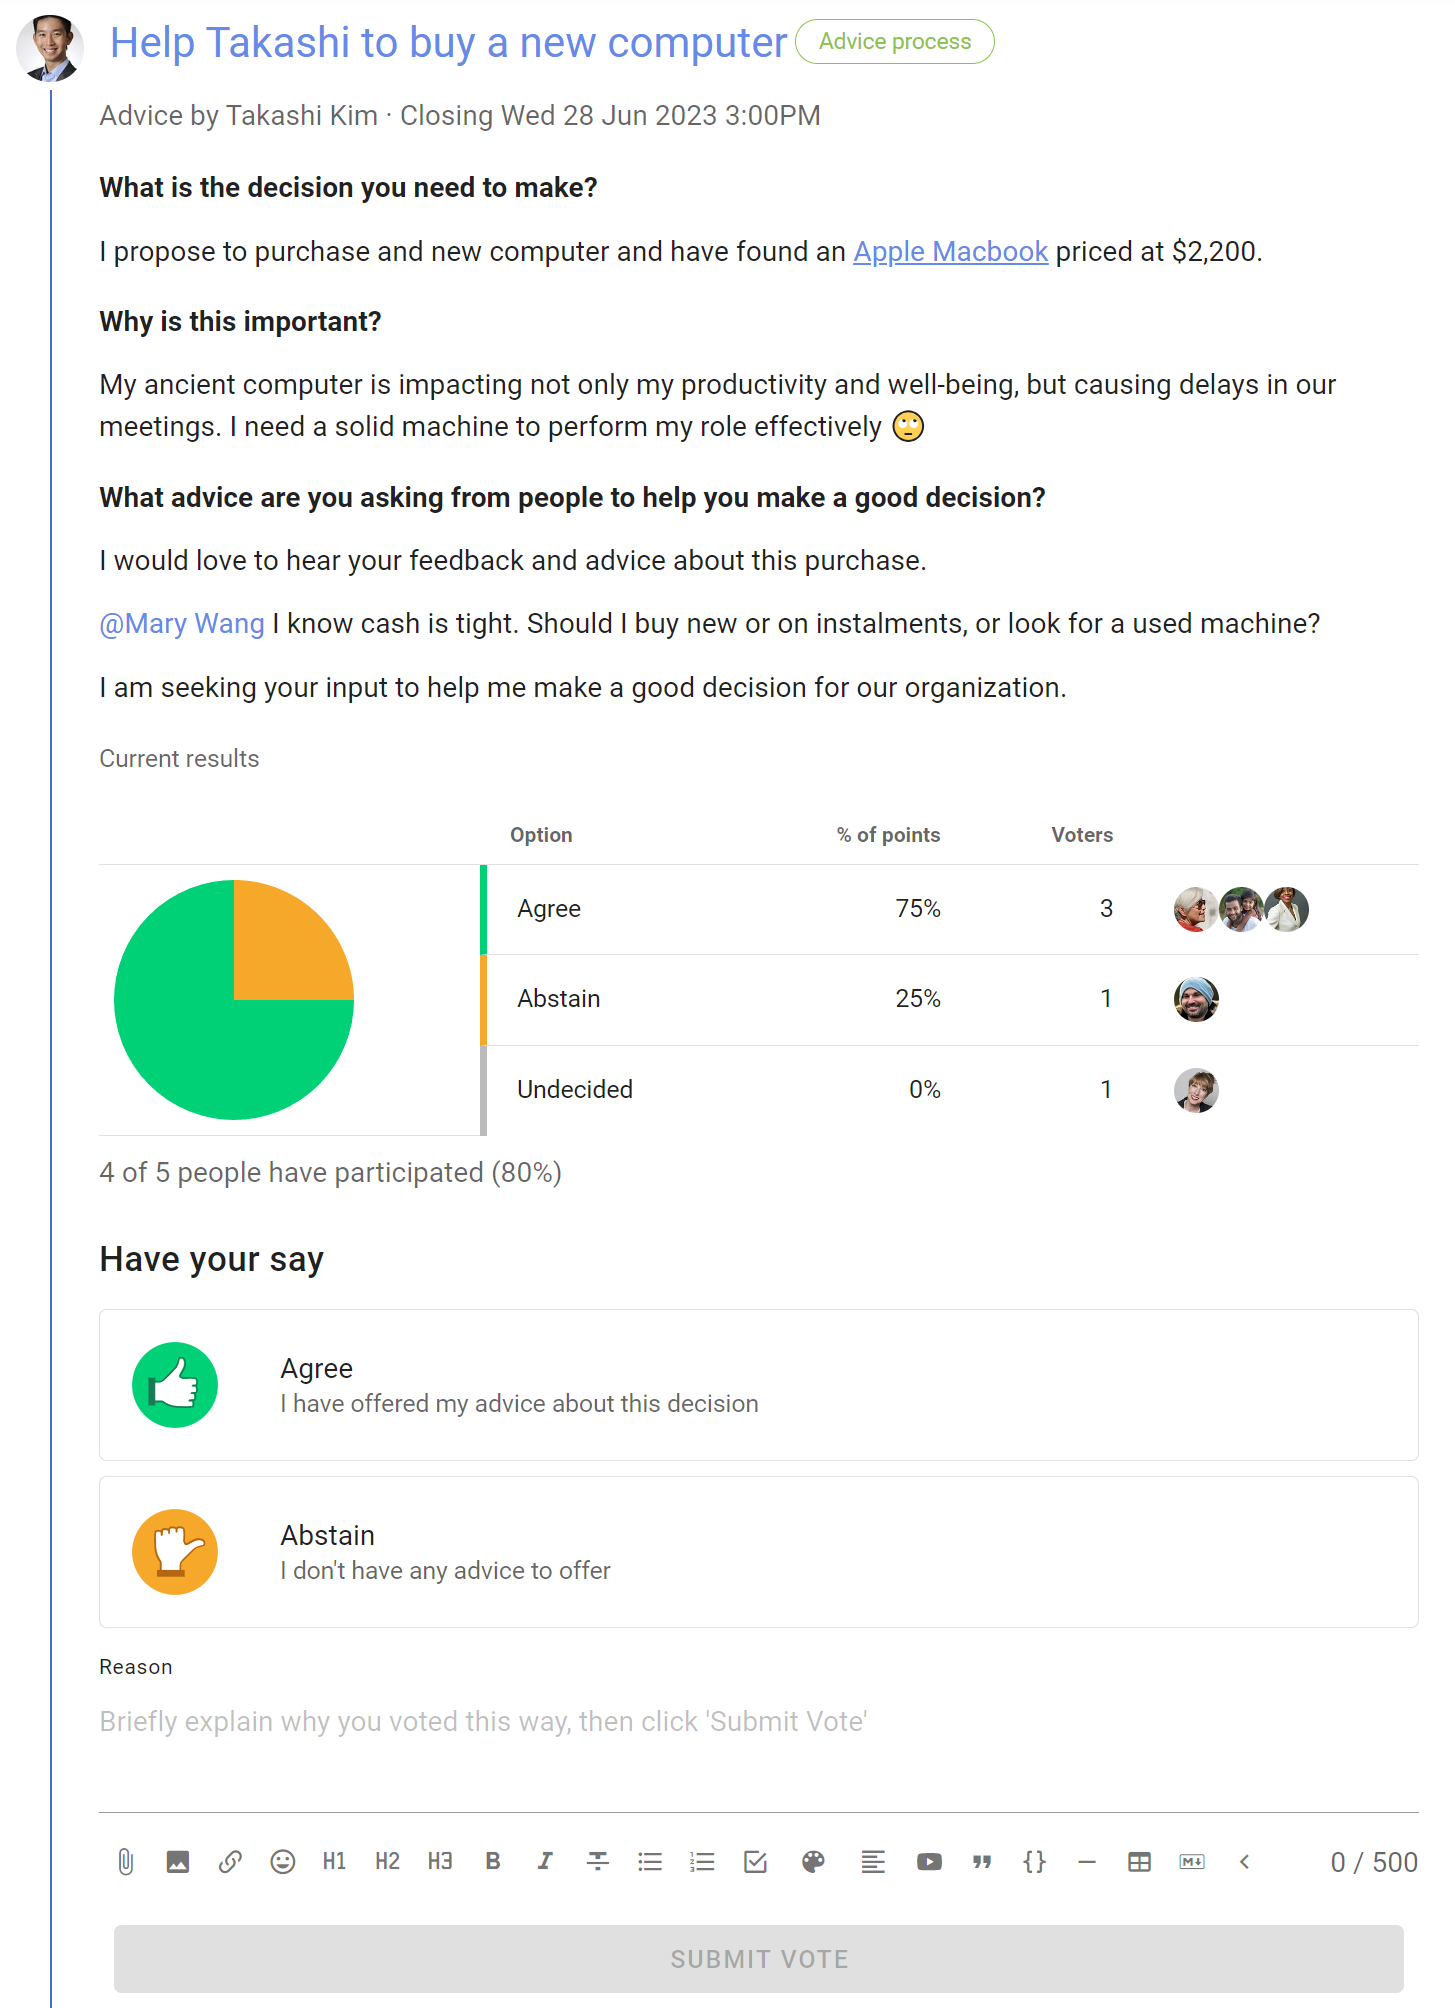 Help Takashi to buy a new computer Advice process
Advice by Takashi Kim · Closing Wed 28 Jun 2023 3:00PM
What is the decision you need to make?
I propose to purchase and new computer and have found an Apple Macbook priced at $2,200.
Why is this important?
My ancient computer is impacting not only my productivity and well-being, but causing delays in our
meetings. I need a solid machine to perform my role effectively 🙄
What advice are you asking from people to help you make a good decision?
I would love to hear your feedback and advice about this purchase.
@Mary Wang I know cash is tight. Should I buy new or on instalments, or look for a used machine?
I am seeking your input to help me make a good decision for our organization.
Current results
Option % of points Voters
Agree 75% 3
Abstain 25% 1
Undecided 0% 1
4 of 5 people have participated (80%)
Have your say
Agree
I have offered my advice about this decision
Abstain
I don't have any advice to offer
Reason
Briefly explain why you voted this way, then click 'Submit Vote'
H1 H2 H3 B I M 0 / 500
SUBMIT VOTE